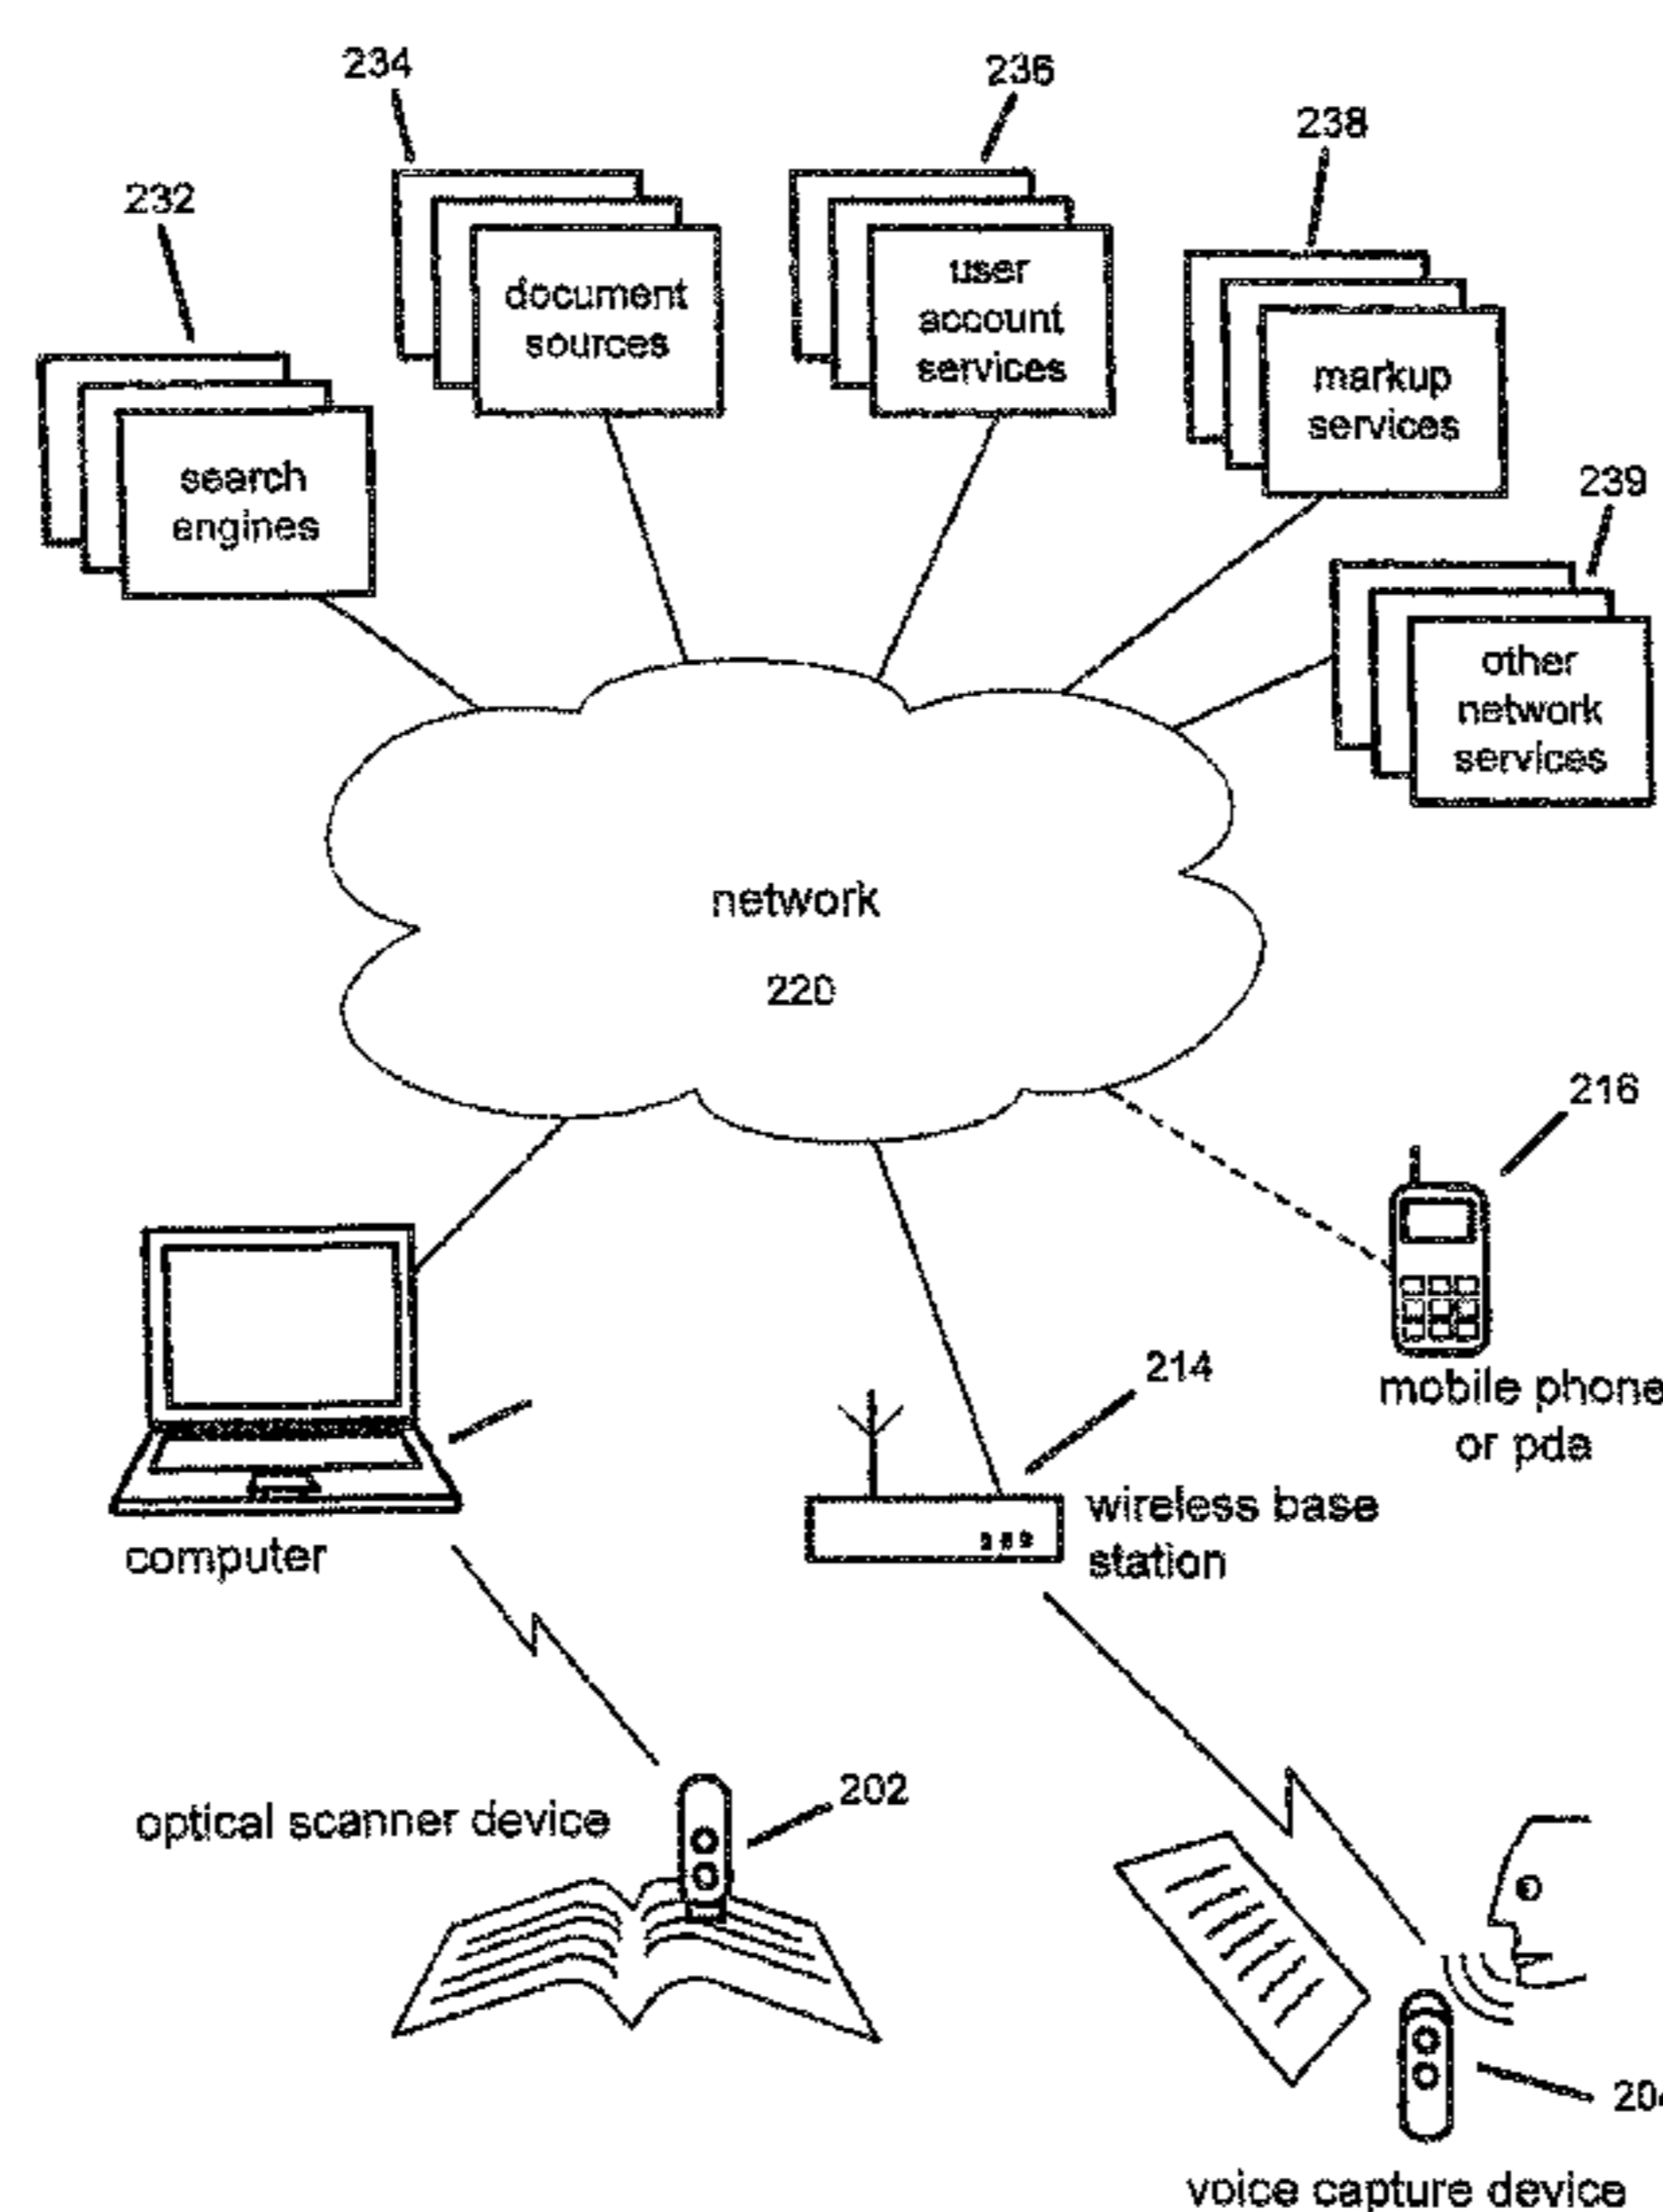 234
236
238
232
document
sources
user
account
services
markup
services
239
search
engines
other
network
services
network
220
216
mobile phone
or pda
214
wireless base
station
computer
optical scanner device
202
204
voice capture device